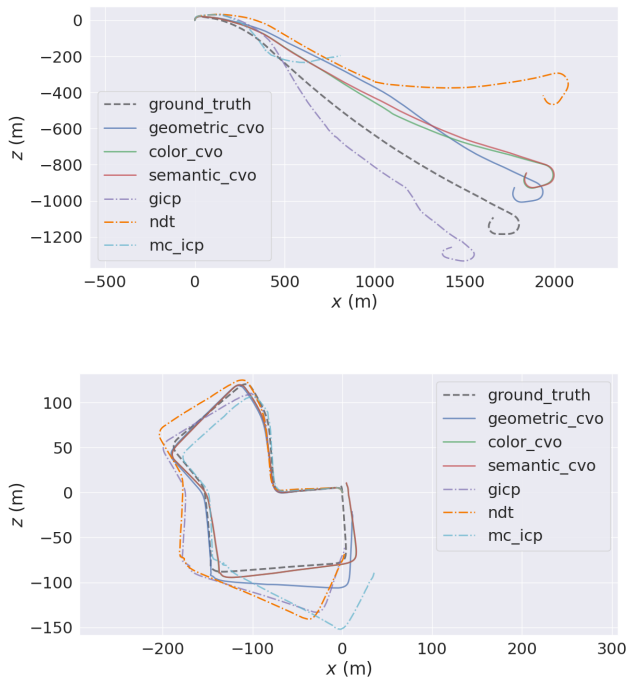 0
−200
−400
−600
−800
−1000
−1200
z (m)
ground_truth
geometric_cvo
color_cvo
semantic_cvo
gicp
ndt
mc_icp
−500 0 500 1000 1500 2000
x (m)
100
50
0
−50
−100
−150
z (m)
ground_truth
geometric_cvo
color_cvo
semantic_cvo
gicp
ndt
mc_icp
−200 −100 0 100 200 300
x (m)